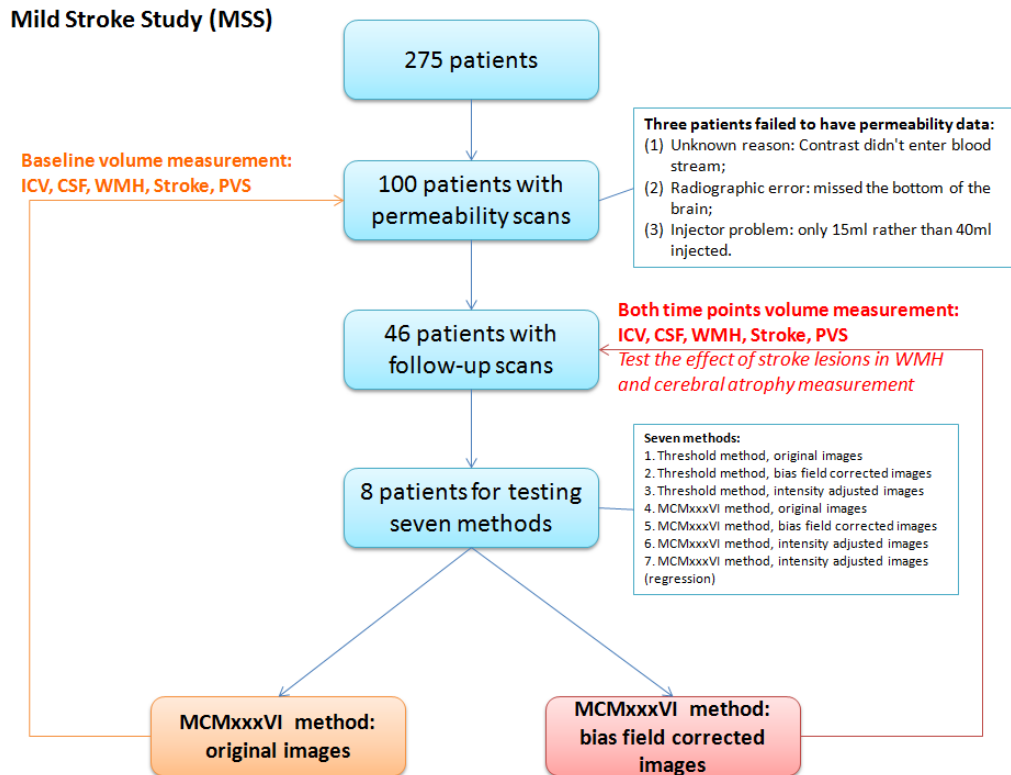 Mild Stroke Study (MSS)
275 patients
Three patients failed to have permeability data:
(1) Unknown reason: Contrast didn't enter blood
stream;
(2) Radiographic error: missed the bottom of the
brain;
(3) Injector problem: only 15ml rather than 40ml
injected.
Baseline volume measurement:
ICV, CSF, WMH, Stroke, PVS
100 patients with
permeability scans
Both time points volume measurement:
ICV, CSF, WMH, Stroke, PVS
Test the effect of stroke lesions in WMH
and cerebral atrophy measurement
46 patients with
follow-up scans
Seven methods:
1. Threshold method, original images
2. Threshold method, bias field corrected images
3. Threshold method, intensity adjusted images
4. MCMxxxVI method, original images
5. MCMxxxVI method, bias field corrected images
6. MCMxxxVI method, intensity adjusted images
7. MCMxxxVI method, intensity adjusted images
(regression)
8 patients for testing
seven methods
MCMxxxVI method:
original images
MCMxxxVI method:
bias field corrected
images